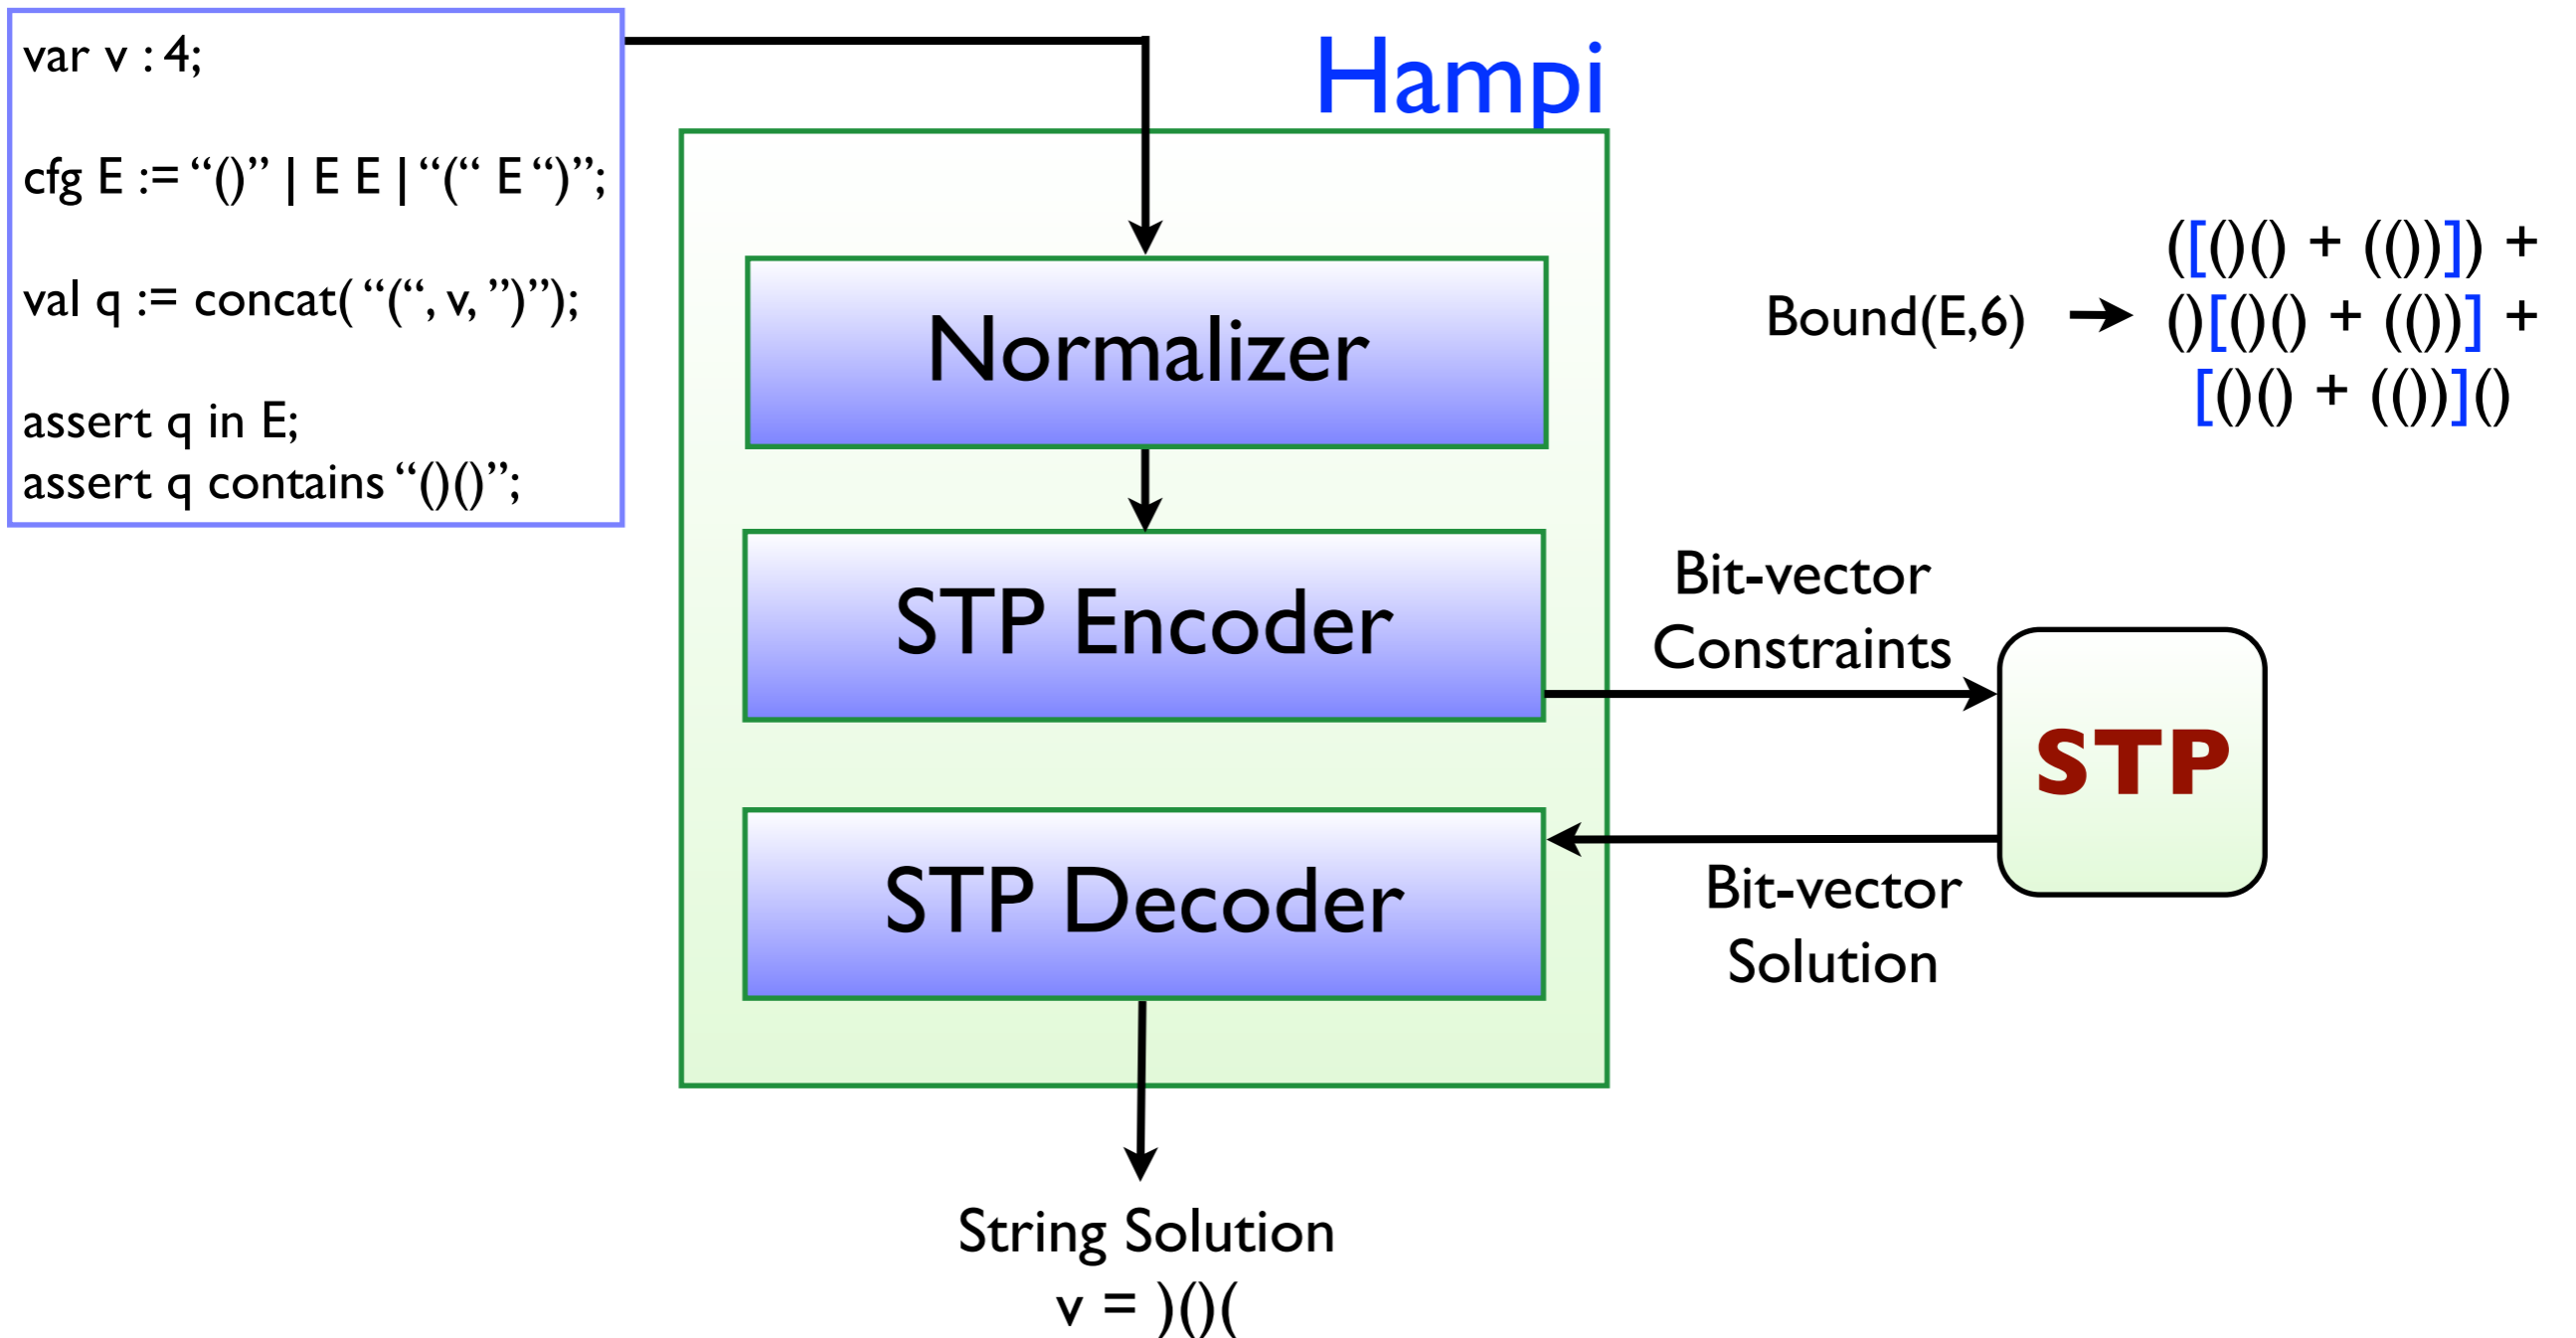 var v : 4;
cfg E := “()” | E E | “(“ E “)”;
val q := concat( “(“, v, ”)”);
assert q in E;
assert q contains “()()”;
Hampi
Normalizer
STP Encoder
STP Decoder
Bound(E,6)
([()() + (())]) +
()[()() + (())] +
[()() + (())]()
Bit-vector
Constraints
STP
Bit-vector
Solution
String Solution
v = )()(